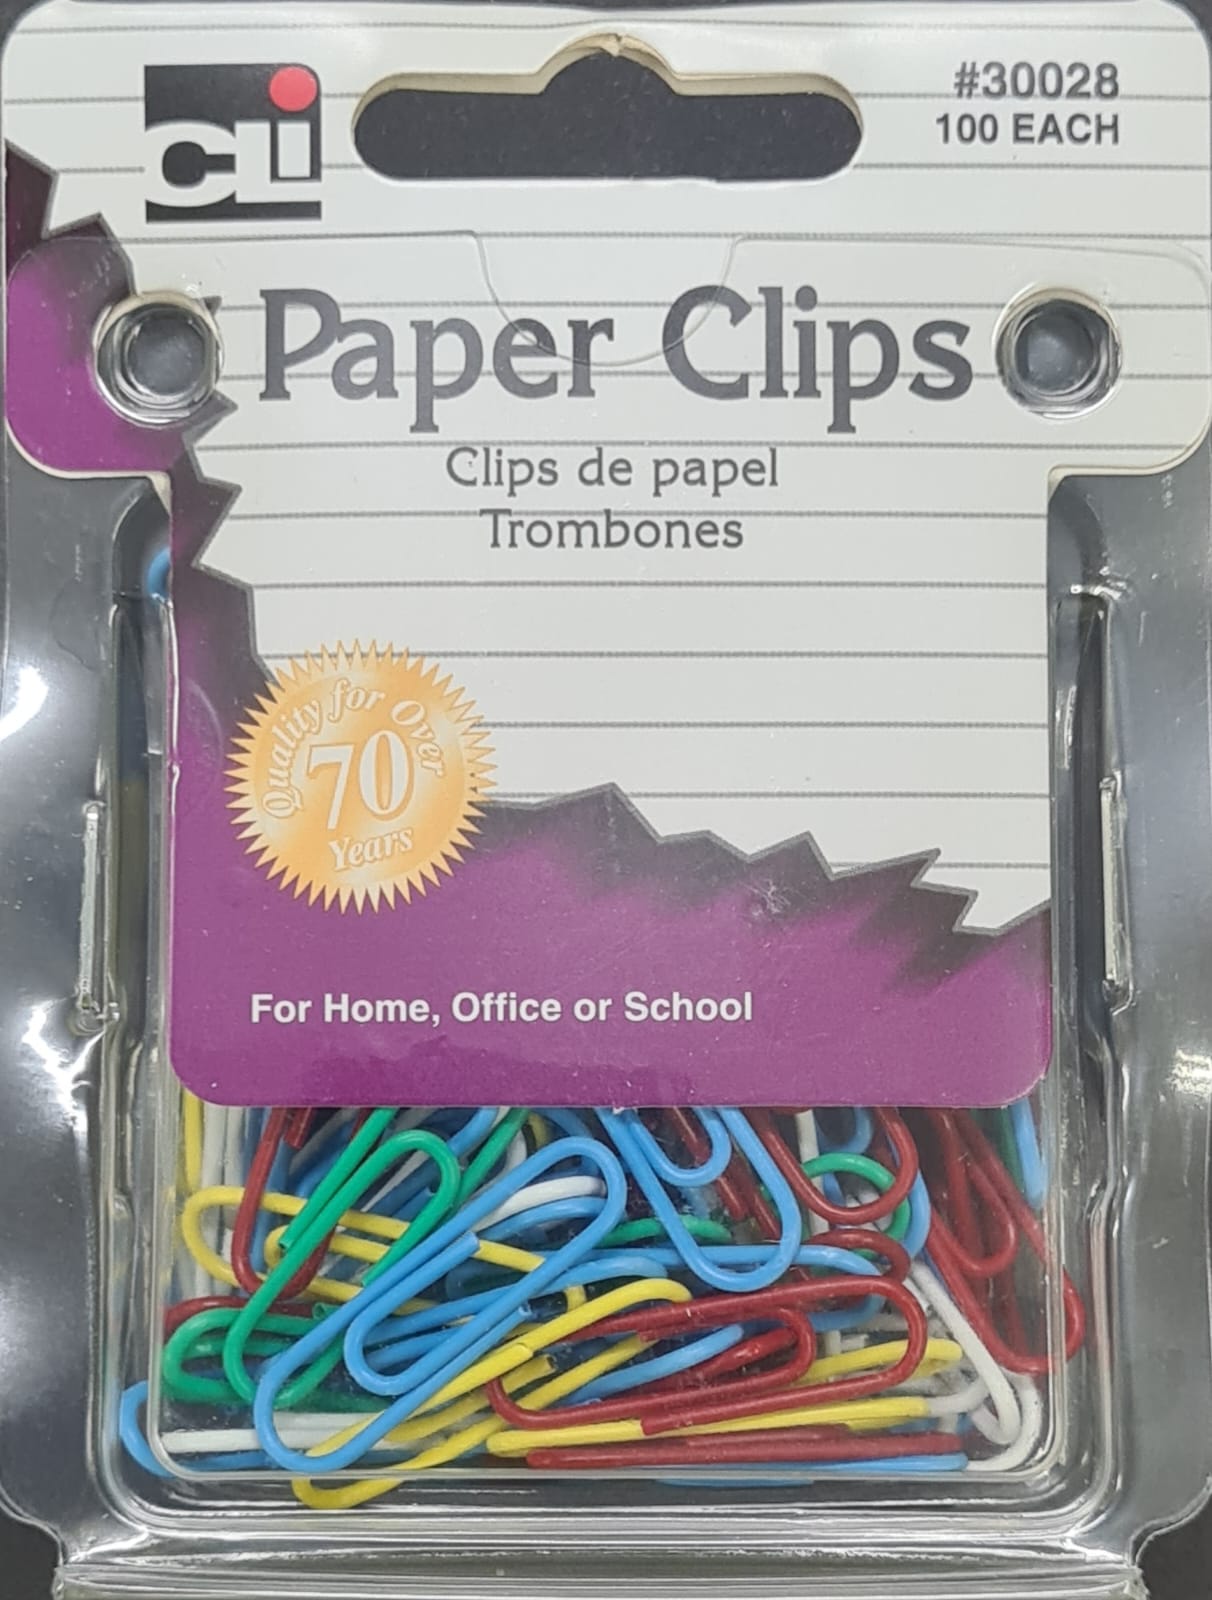 CLi
#30028
100 EACH
Paper Clips
Clips de papel
Trombones
Quality for Over
70
Years
For Home, Office or School